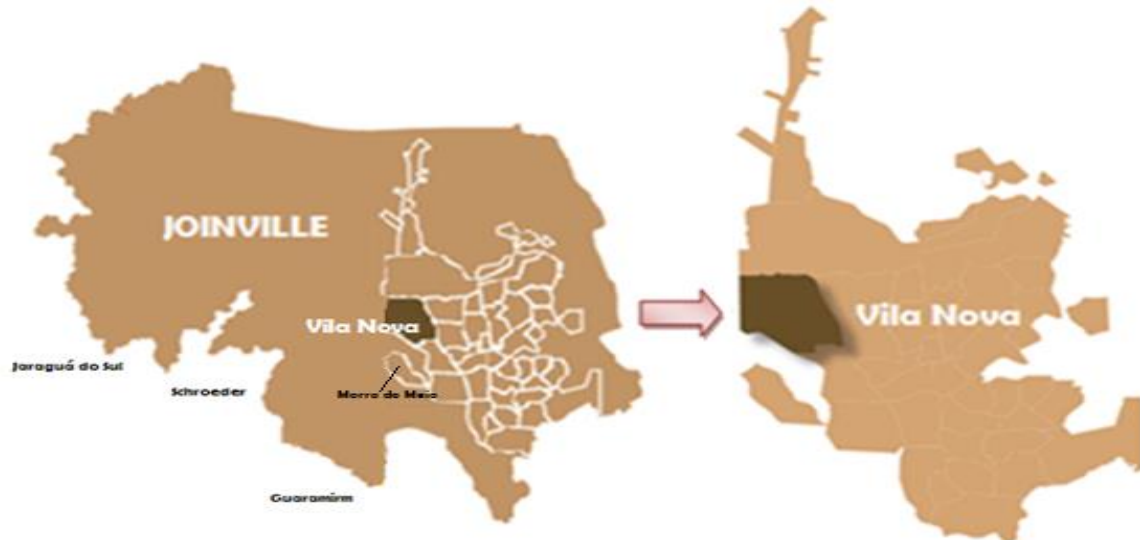 JOINVILLE
Vila Nova
Jaraguá do Sul
Schroeder
Morro do Meio
Guaramirm
Vila Nova